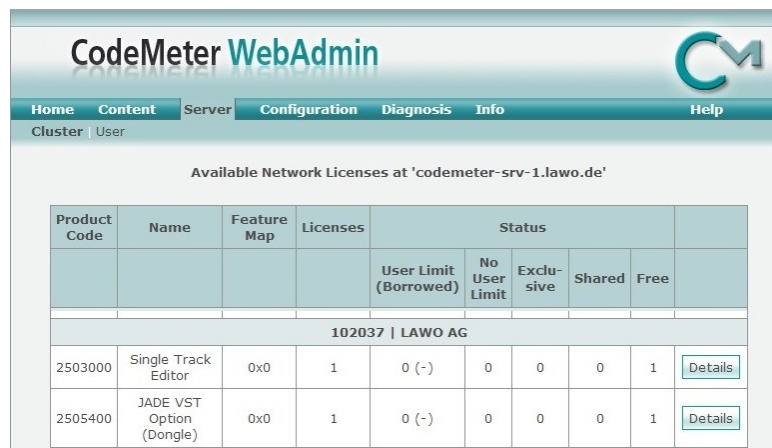 CodeMeter WebAdmin
CM
Home Content Server Configuration Diagnosis Info Help
Cluster | User
Available Network Licenses at 'codemeter-srv-1.lawo.de'
Product Code Name Feature Map Licenses Status
User Limit (Borrowed) No User Limit Exclu-sive Shared Free
102037 | LAWO AG
2503000 Single Track Editor 0x0 1 0 (-) 0 0 0 1 Details
2505400 JADE VST Option (Dongle) 0x0 1 0 (-) 0 0 0 1 Details